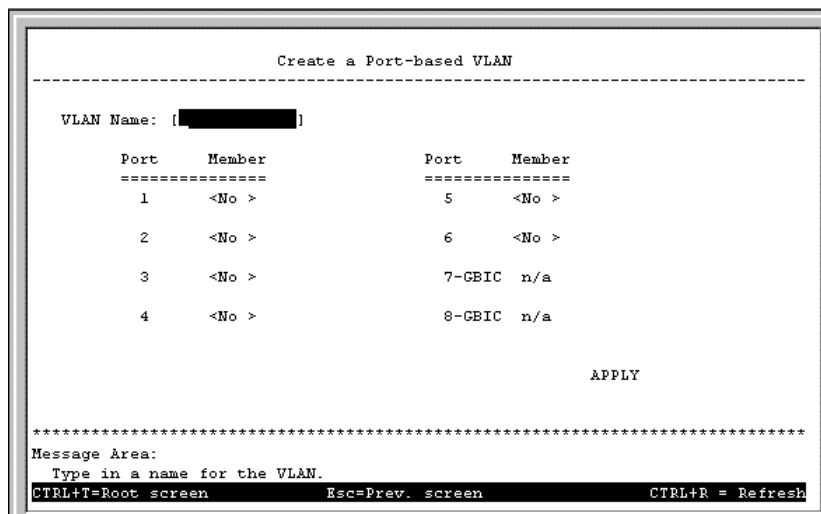 Create a Port-based VLAN
--------------------------------------------------------------------------------
VLAN Name: [            ]
Port Member Port Member
=============== ===============
1 <No > 5 <No >
2 <No > 6 <No >
3 <No > 7-GBIC n/a
4 <No > 8-GBIC n/a
APPLY
********************************************************************************
Message Area:
Type in a name for the VLAN.
CTRL+T=Root screen Esc=Prev. screen CTRL+R = Refresh